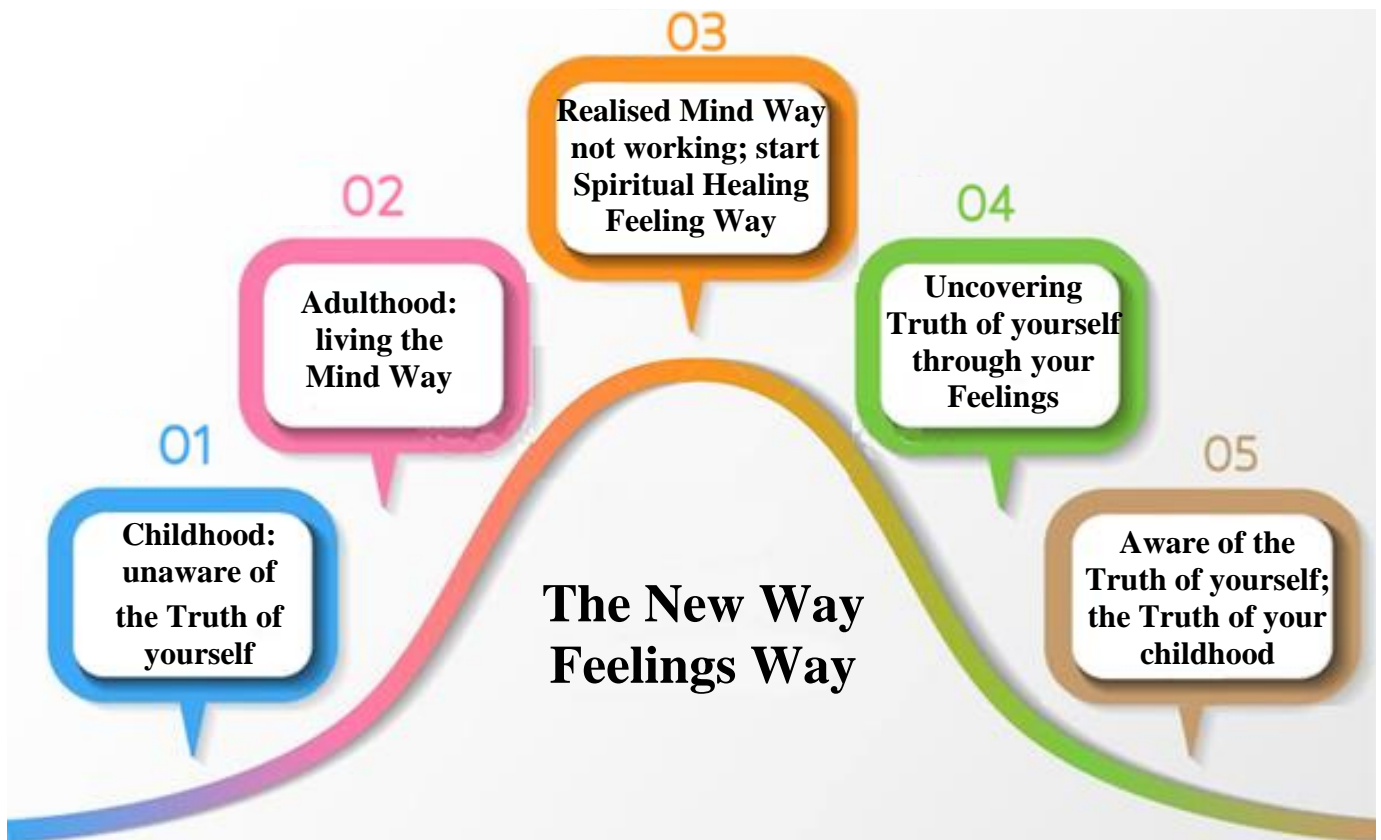 01
Childhood:
unaware of
the Truth of
yourself
02
Adulthood:
living the
Mind Way
03
Realised Mind Way
not working; start
Spiritual Healing
Feeling Way
04
Uncovering
Truth of yourself
through your
Feelings
05
Aware of the
Truth of yourself;
the Truth of your
childhood
The New Way
Feelings Way